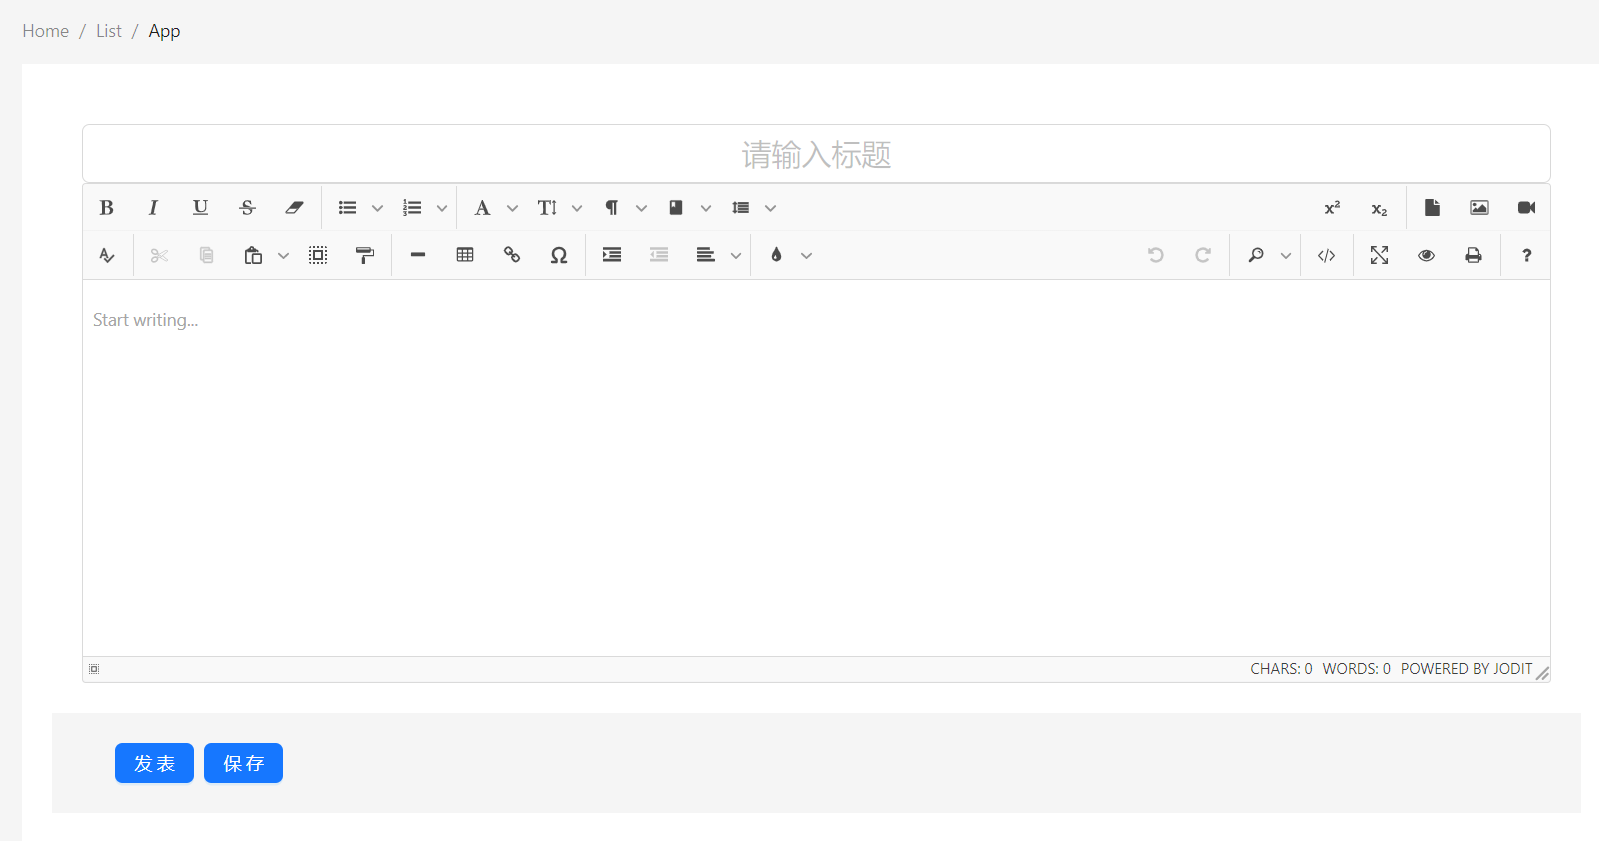 Home / List / App
请输入标题
Start writing...
CHARS: 0 WORDS: 0 POWERED BY JODIT
发表 保存